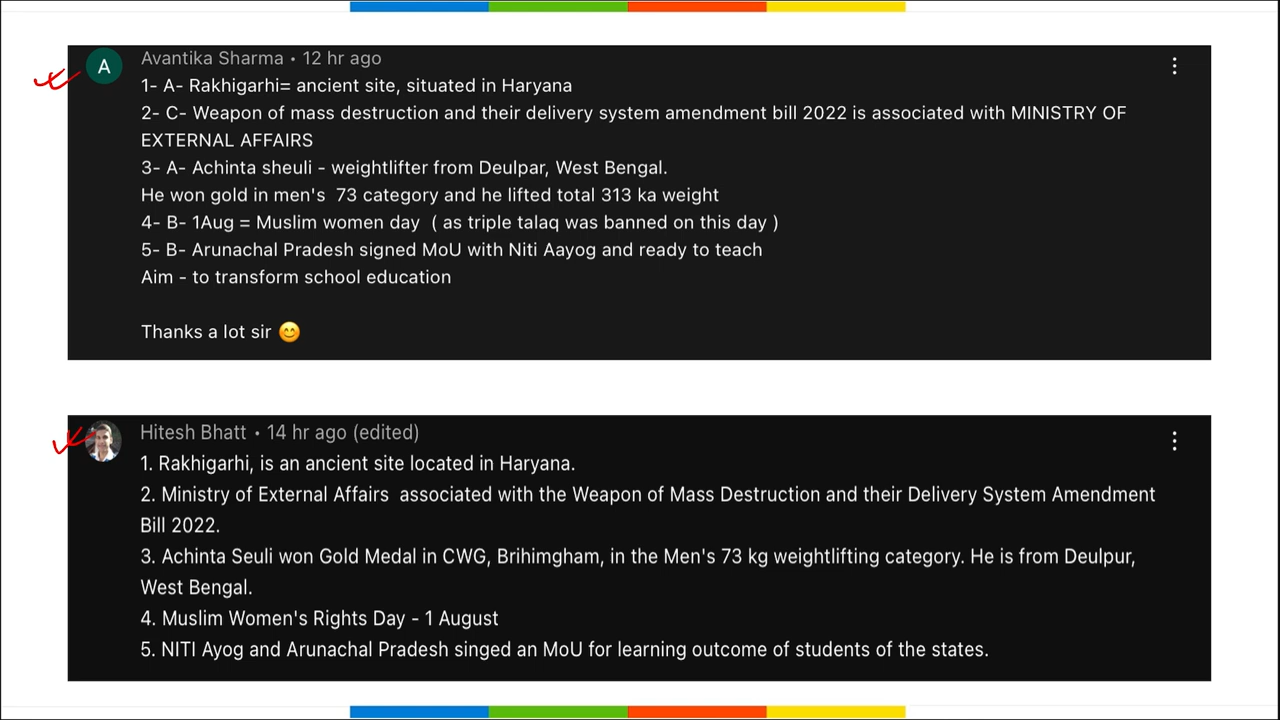 A Avantika Sharma • 12 hr ago
1- A- Rakhigarhi= ancient site, situated in Haryana
2- C- Weapon of mass destruction and their delivery system amendment bill 2022 is associated with MINISTRY OF
EXTERNAL AFFAIRS
3- A- Achinta sheuli - weightlifter from Deulpar, West Bengal.
He won gold in men's 73 category and he lifted total 313 ka weight
4- B- 1Aug = Muslim women day ( as triple talaq was banned on this day )
5- B- Arunachal Pradesh signed MoU with Niti Aayog and ready to teach
Aim - to transform school education
Thanks a lot sir 😊
Hitesh Bhatt • 14 hr ago (edited)
1. Rakhigarhi, is an ancient site located in Haryana.
2. Ministry of External Affairs associated with the Weapon of Mass Destruction and their Delivery System Amendment
Bill 2022.
3. Achinta Seuli won Gold Medal in CWG, Brihimgham, in the Men's 73 kg weightlifting category. He is from Deulpur,
West Bengal.
4. Muslim Women's Rights Day - 1 August
5. NITI Ayog and Arunachal Pradesh singed an MoU for learning outcome of students of the states.